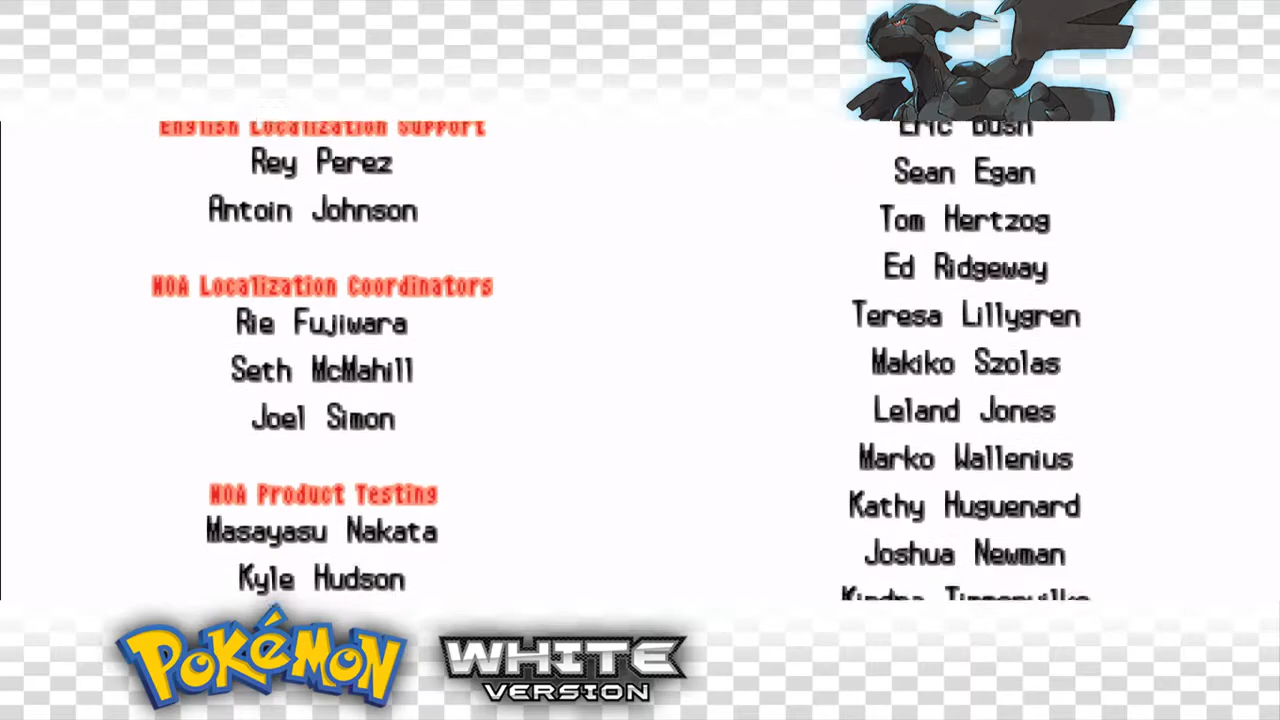 English Localization Support
Rey Perez
Antoin Johnson
NOA Localization Coordinators
Rie Fujiwara
Seth McMahill
Joel Simon
NOA Product Testing
Masayasu Nakata
Kyle Hudson
Eric Bush
Sean Egan
Tom Hertzog
Ed Ridgeway
Teresa Lillygren
Makiko Szolas
Leland Jones
Marko Wallenius
Kathy Huguenard
Joshua Newman
POKéMON
WHITE
VERSION